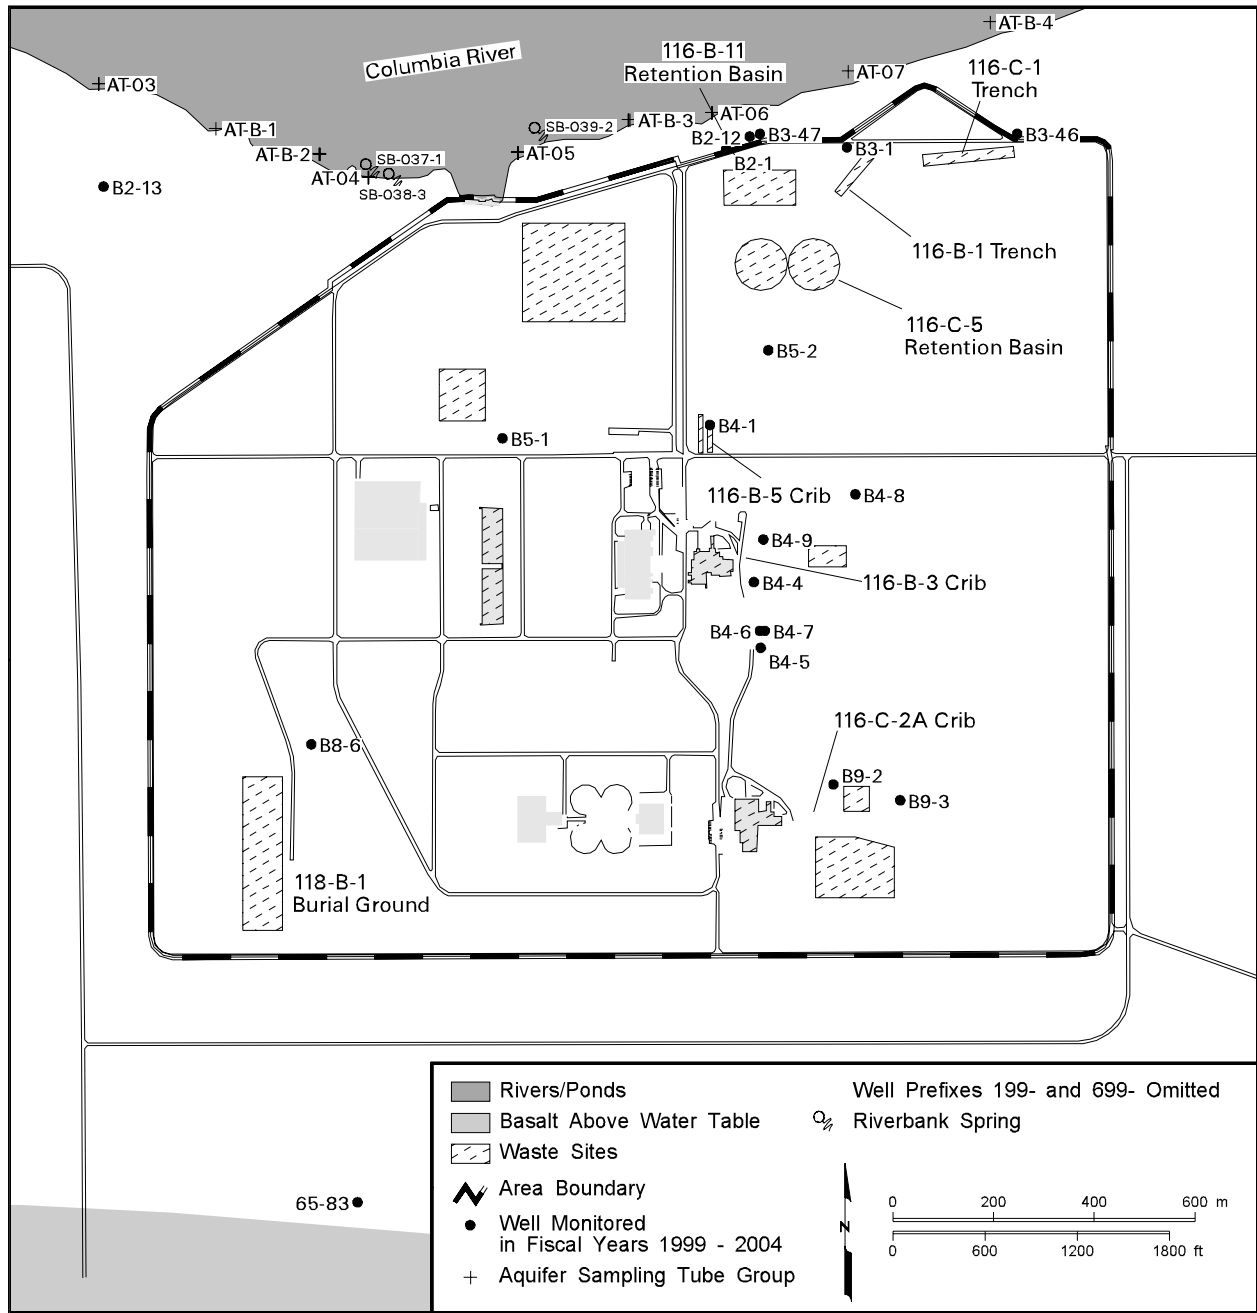 AT-B-4
Columbia River
116-B-11
Retention Basin
AT-07
116-C-1
Trench
AT-03
AT-B-1
SB-039-2
AT-B-3
AT-06
B2-12
B3-47
B3-46
AT-B-2
SB-037-1
AT-05
B2-1
B3-1
AT-04
SB-038-3
B2-13
116-B-1 Trench
116-C-5
Retention Basin
B5-2
B5-1
B4-1
116-B-5 Crib
B4-8
B4-9
B4-4
116-B-3 Crib
B4-6
B4-7
B4-5
116-C-2A Crib
B8-6
B9-2
B9-3
118-B-1
Burial Ground
65-83
Rivers/Ponds
Basalt Above Water Table
Waste Sites
Area Boundary
Well Monitored
in Fiscal Years 1999 - 2004
Aquifer Sampling Tube Group
Well Prefixes 199- and 699- Omitted
Riverbank Spring
N
0 200 400 600 m
0 600 1200 1800 ft